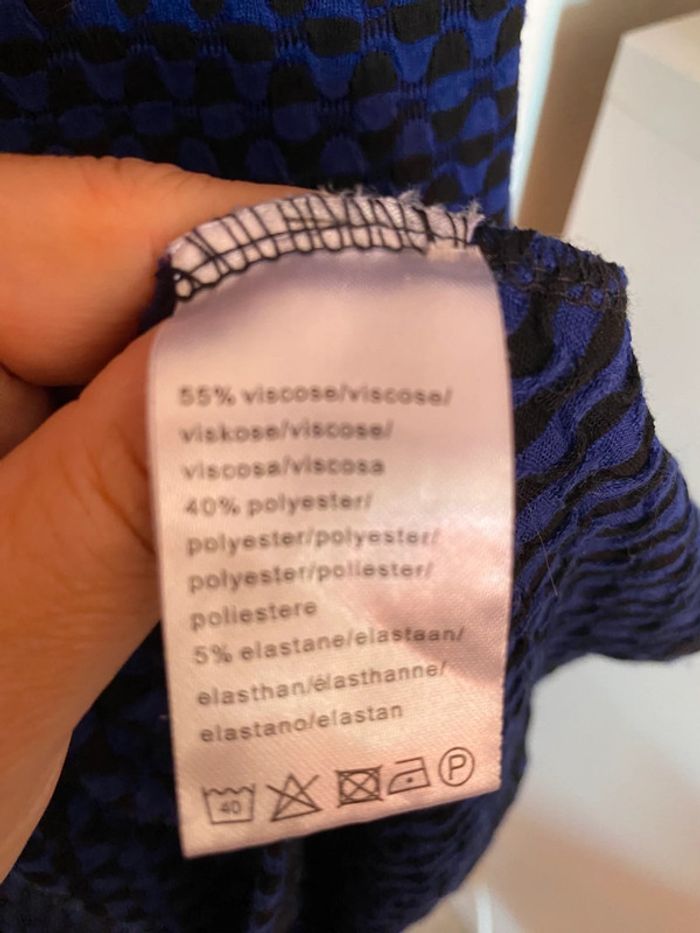 55% viscose/viscose/
viskose/viscose/
viscosa/viscosa
40% polyester/
polyester/polyester/
polyester/poliester/
poliestere
5% elastane/elastaan/
elasthan/élasthanne/
elastano/elastan
40 P